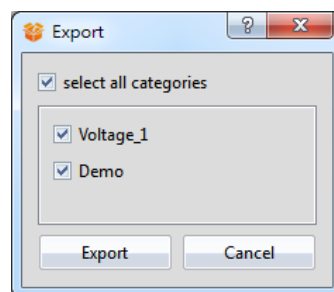 Export
select all categories
Voltage_1
Demo
Export Cancel